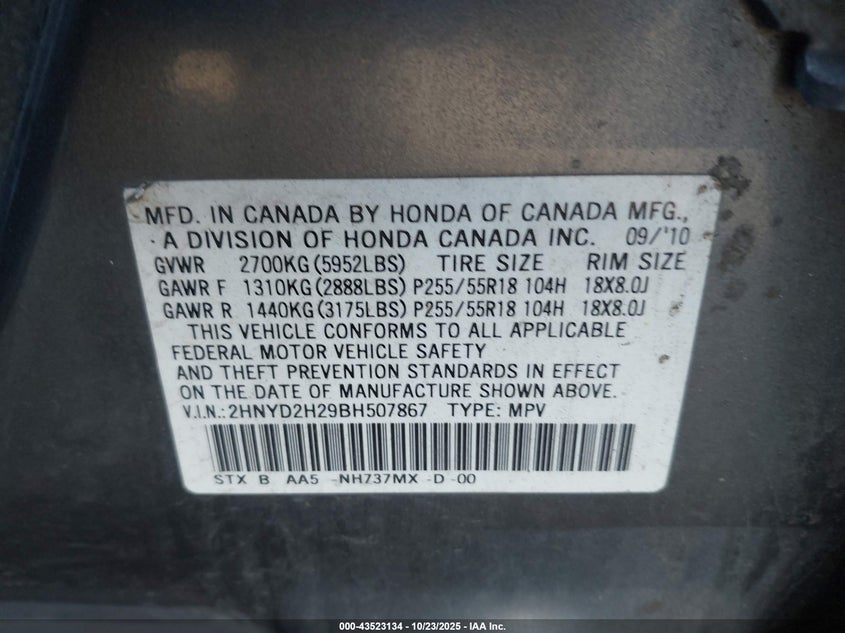 MFD. IN CANADA BY HONDA OF CANADA MFG.,
A DIVISION OF HONDA CANADA INC. 09/'10
GVWR 2700KG (5952LBS) TIRE SIZE RIM SIZE
GAWR F 1310KG (2888LBS) P255/55R18 104H 18X8.0J
GAWR R 1440KG (3175LBS) P255/55R18 104H 18X8.0J
THIS VEHICLE CONFORMS TO ALL APPLICABLE
FEDERAL MOTOR VEHICLE SAFETY
AND THEFT PREVENTION STANDARDS IN EFFECT
ON THE DATE OF MANUFACTURE SHOWN ABOVE.
V.I.N.: 2HNYD2H29BH507867 TYPE: MPV
STX B AA5 -NH737MX -D -00
000-43523134 - 10/23/2025 - IAA Inc.